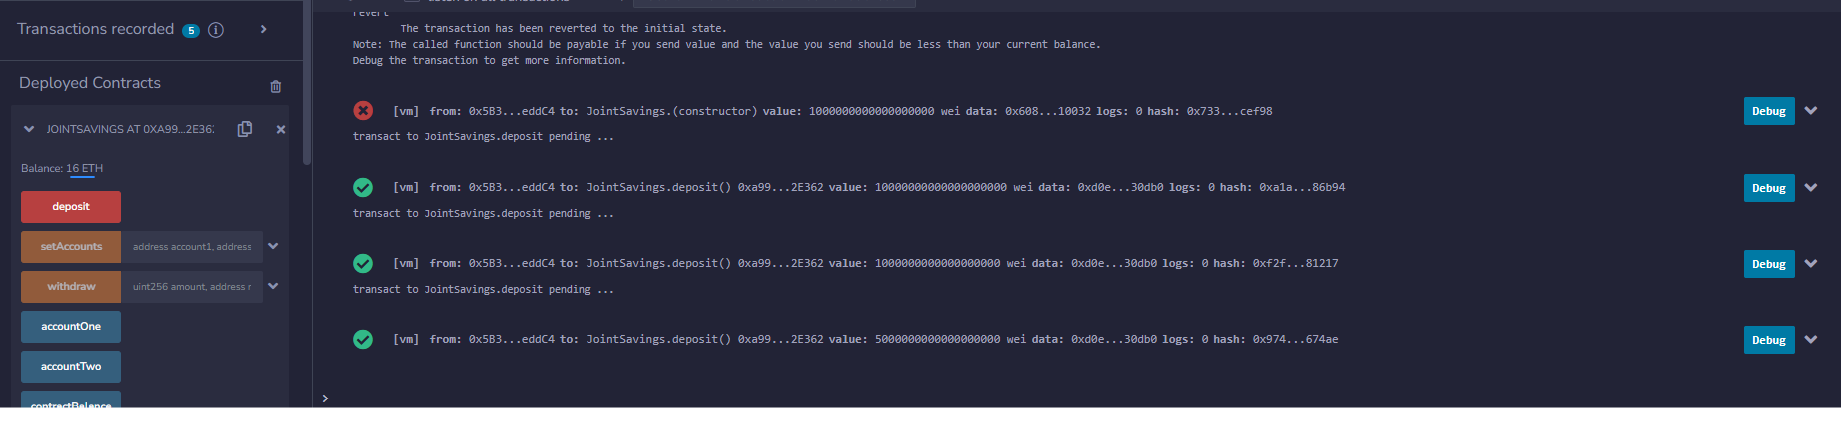 Transactions recorded 5 i >
Deployed Contracts
JOINTSAVINGS AT 0XA99...2E362
Balance: 16 ETH
deposit
setAccounts address account1, address
withdraw uint256 amount, address r
accountOne
accountTwo
contractBalance
revert
The transaction has been reverted to the initial state.
Note: The called function should be payable if you send value and the value you send should be less than your current balance.
Debug the transaction to get more information.
[vm] from: 0x5B3...eddC4 to: JointSavings.(constructor) value: 1000000000000000000 wei data: 0x608...10032 logs: 0 hash: 0x733...cef98 Debug
transact to JointSavings.deposit pending ...
[vm] from: 0x5B3...eddC4 to: JointSavings.deposit() 0xa99...2E362 value: 10000000000000000000 wei data: 0xd0e...30db0 logs: 0 hash: 0xa1a...86b94 Debug
transact to JointSavings.deposit pending ...
[vm] from: 0x5B3...eddC4 to: JointSavings.deposit() 0xa99...2E362 value: 1000000000000000000 wei data: 0xd0e...30db0 logs: 0 hash: 0xf2f...81217 Debug
transact to JointSavings.deposit pending ...
[vm] from: 0x5B3...eddC4 to: JointSavings.deposit() 0xa99...2E362 value: 5000000000000000000 wei data: 0xd0e...30db0 logs: 0 hash: 0x974...674ae Debug
>